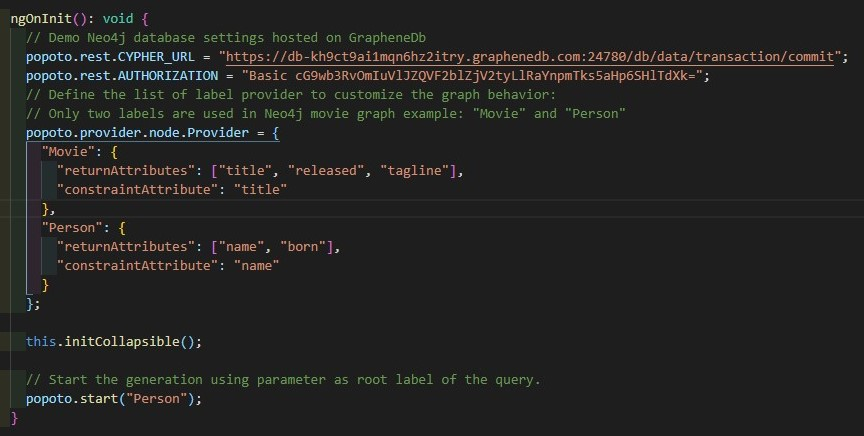 ngOnInit(): void {
// Demo Neo4j database settings hosted on GrapheneDb
popoto.rest.CYPHER_URL = "https://db-kh9ct9ai1mqn6hz2itry.graphenedb.com:24780/db/data/transaction/commit";
popoto.rest.AUTHORIZATION = "Basic cG9wb3RvOmIuVlJZQVF2blZjV2tyLlRaYnpmTks5aHp6SHlTdXk=";
// Define the list of label provider to customize the graph behavior:
// Only two labels are used in Neo4j movie graph example: "Movie" and "Person"
popoto.provider.node.Provider = {
"Movie": {
"returnAttributes": ["title", "released", "tagline"],
"constraintAttribute": "title"
},
"Person": {
"returnAttributes": ["name", "born"],
"constraintAttribute": "name"
}
};
this.initCollapsible();
// Start the generation using parameter as root label of the query.
popoto.start("Person");
}